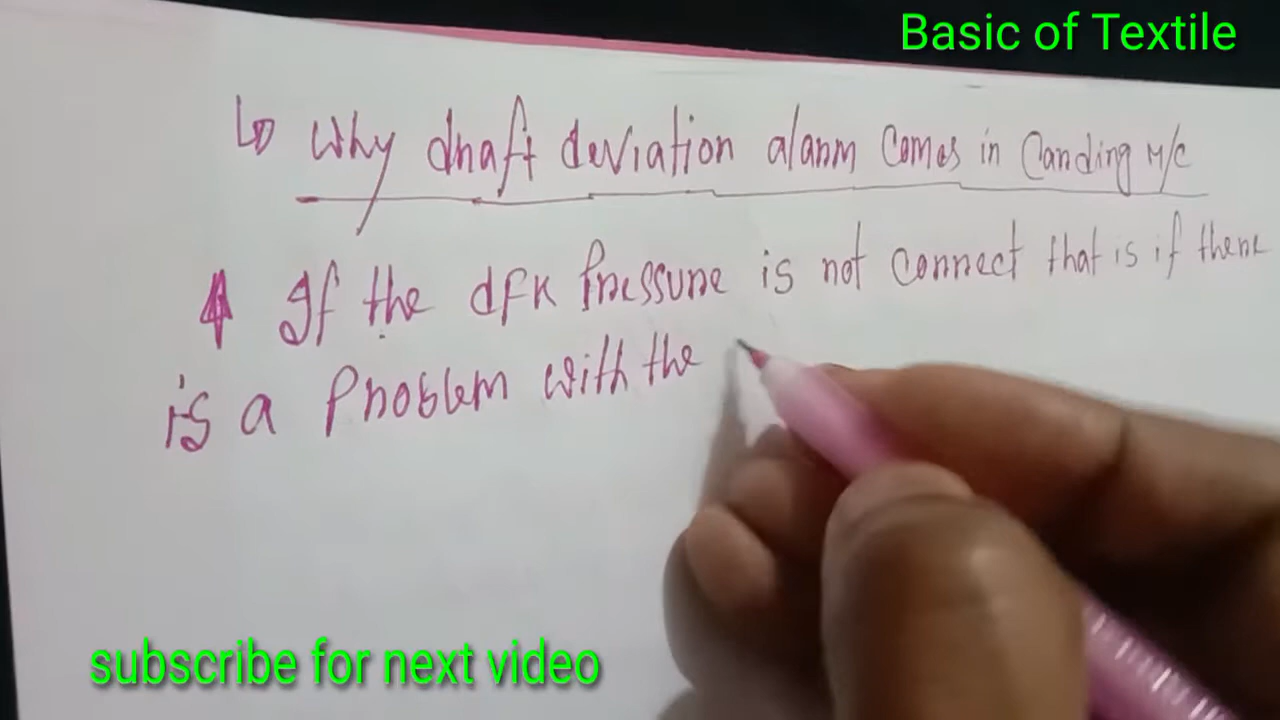 Basic of Textile
Why draft deviation alarm comes in Carding M/C
If the dfk Pressure is not correct that is if there
is a Problem with the
subscribe for next video